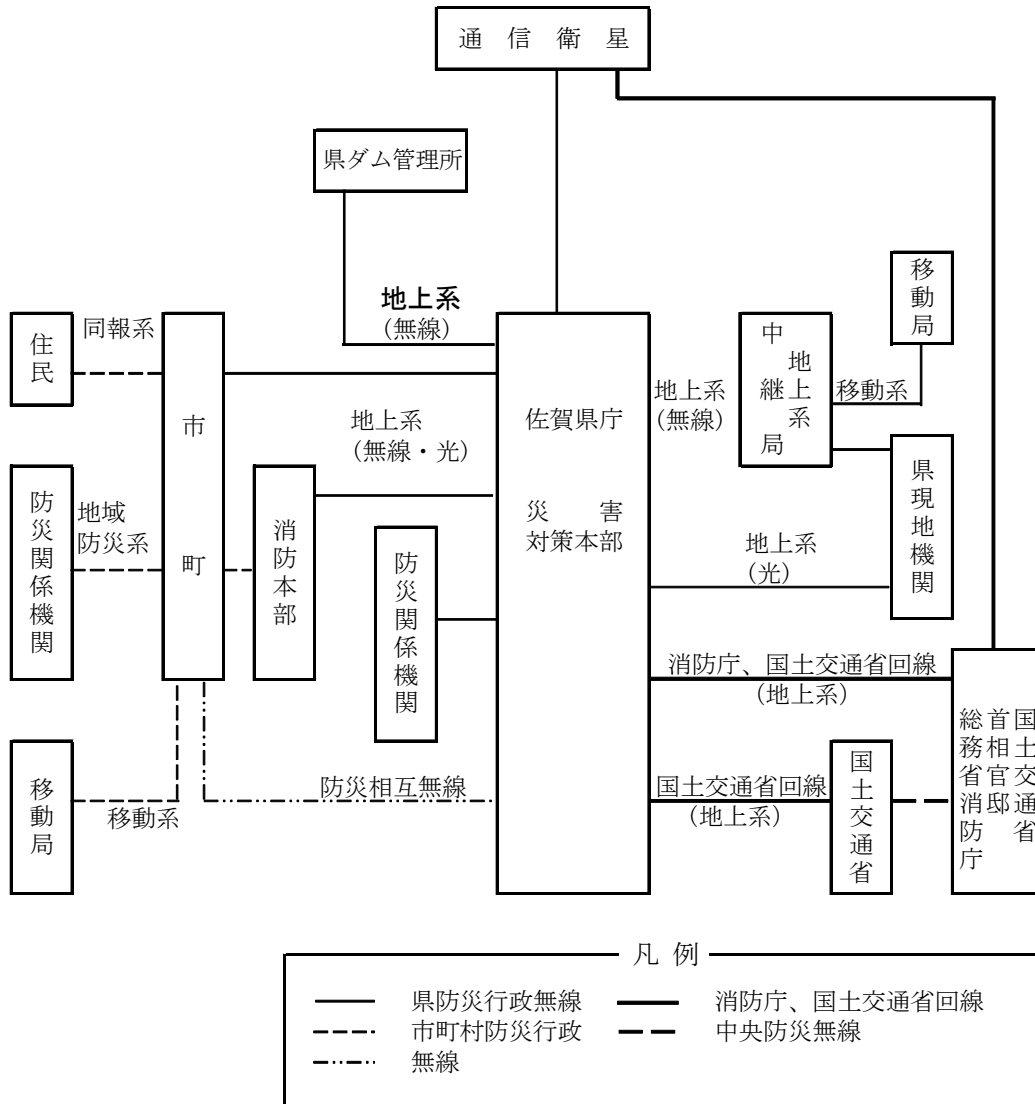 通信衛星
県ダム管理所
地上系
(無線)
移動局
住民
同報系
市町
地上系
(無線・光)
佐賀県庁
災害
対策本部
地上系
(無線)
地上系
中継局
移動系
防災関係機関
地域
防災系
消防本部
防災関係機関
地上系
(光)
県現地機関
消防庁、国土交通省回線
(地上系)
移動局
移動系
防災相互無線
国土交通省回線
(地上系)
国土交通省
国土交通省
首相官邸
総務省消防庁
凡例
県防災行政無線
消防庁、国土交通省回線
市町村防災行政
中央防災無線
無線